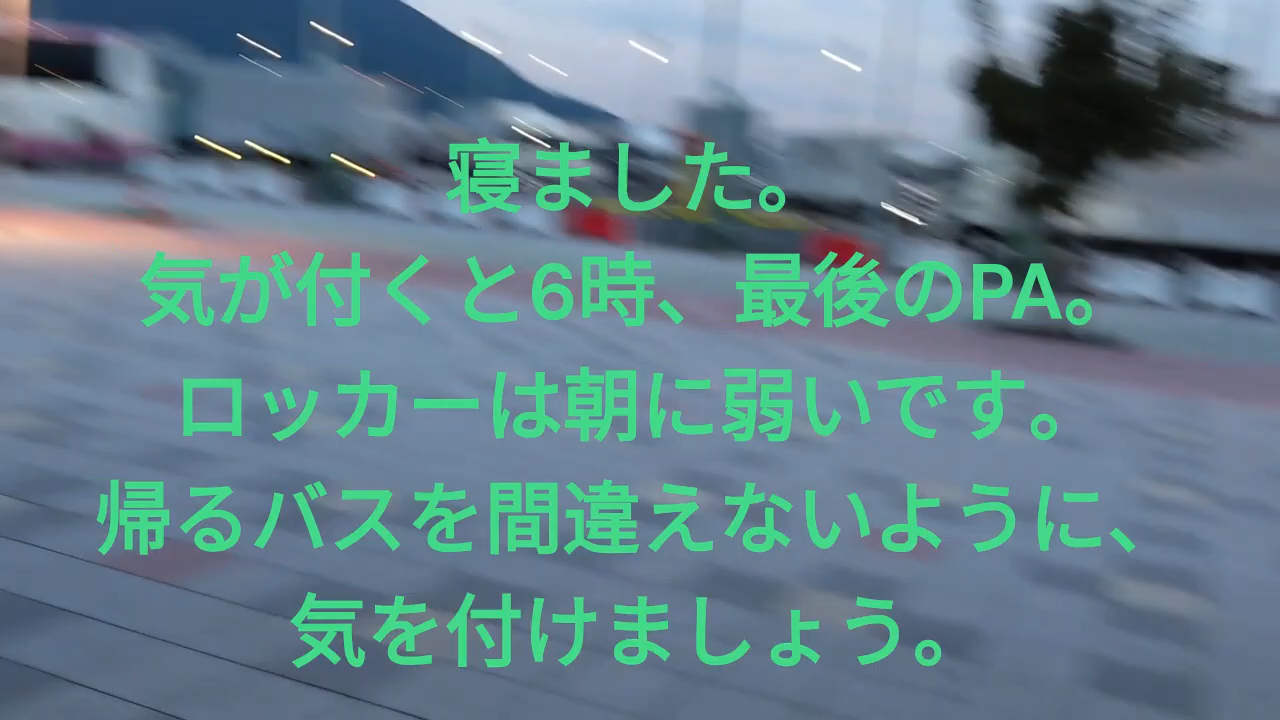 寝ました。
気が付くと6時、最後のPA。
ロッカーは朝に弱いです。
帰るバスを間違えないように、
気を付けましょう。